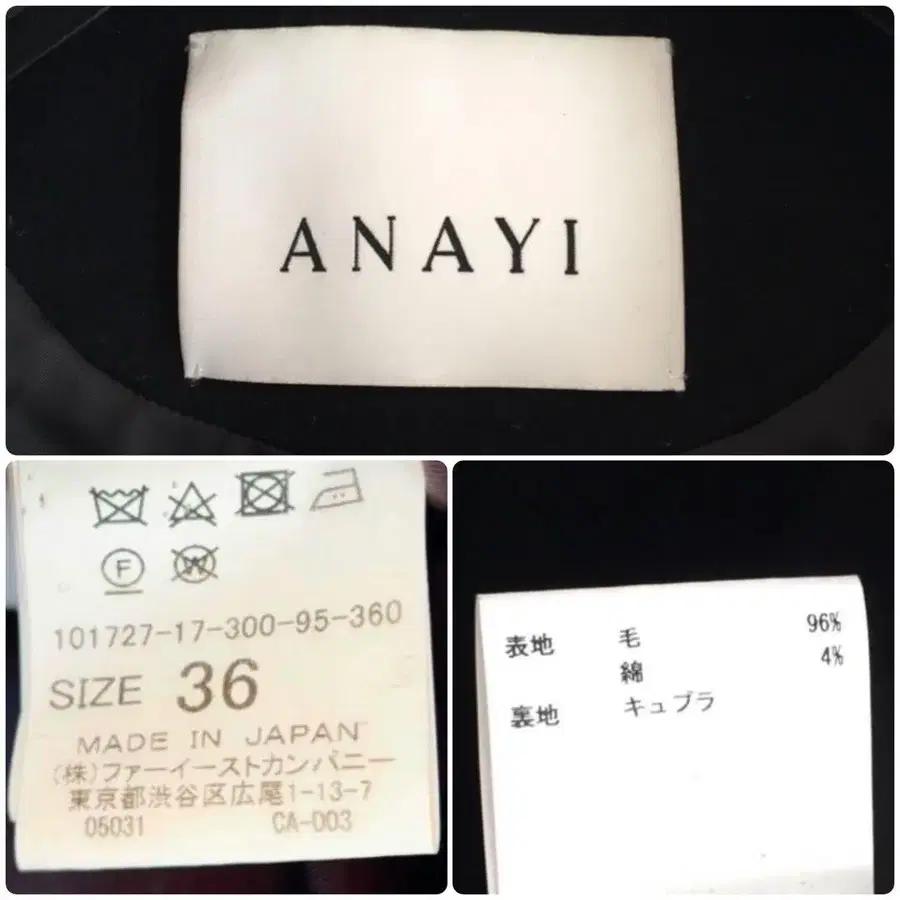 ANAYI
F
W
101727-17-300-95-360
SIZE 36
MADE IN JAPAN
(株)ファーイーストカンパニー
東京都渋谷区広尾1-13-7
05031 CA-003
表地 毛 96%
綿 4%
裏地 キュプラ